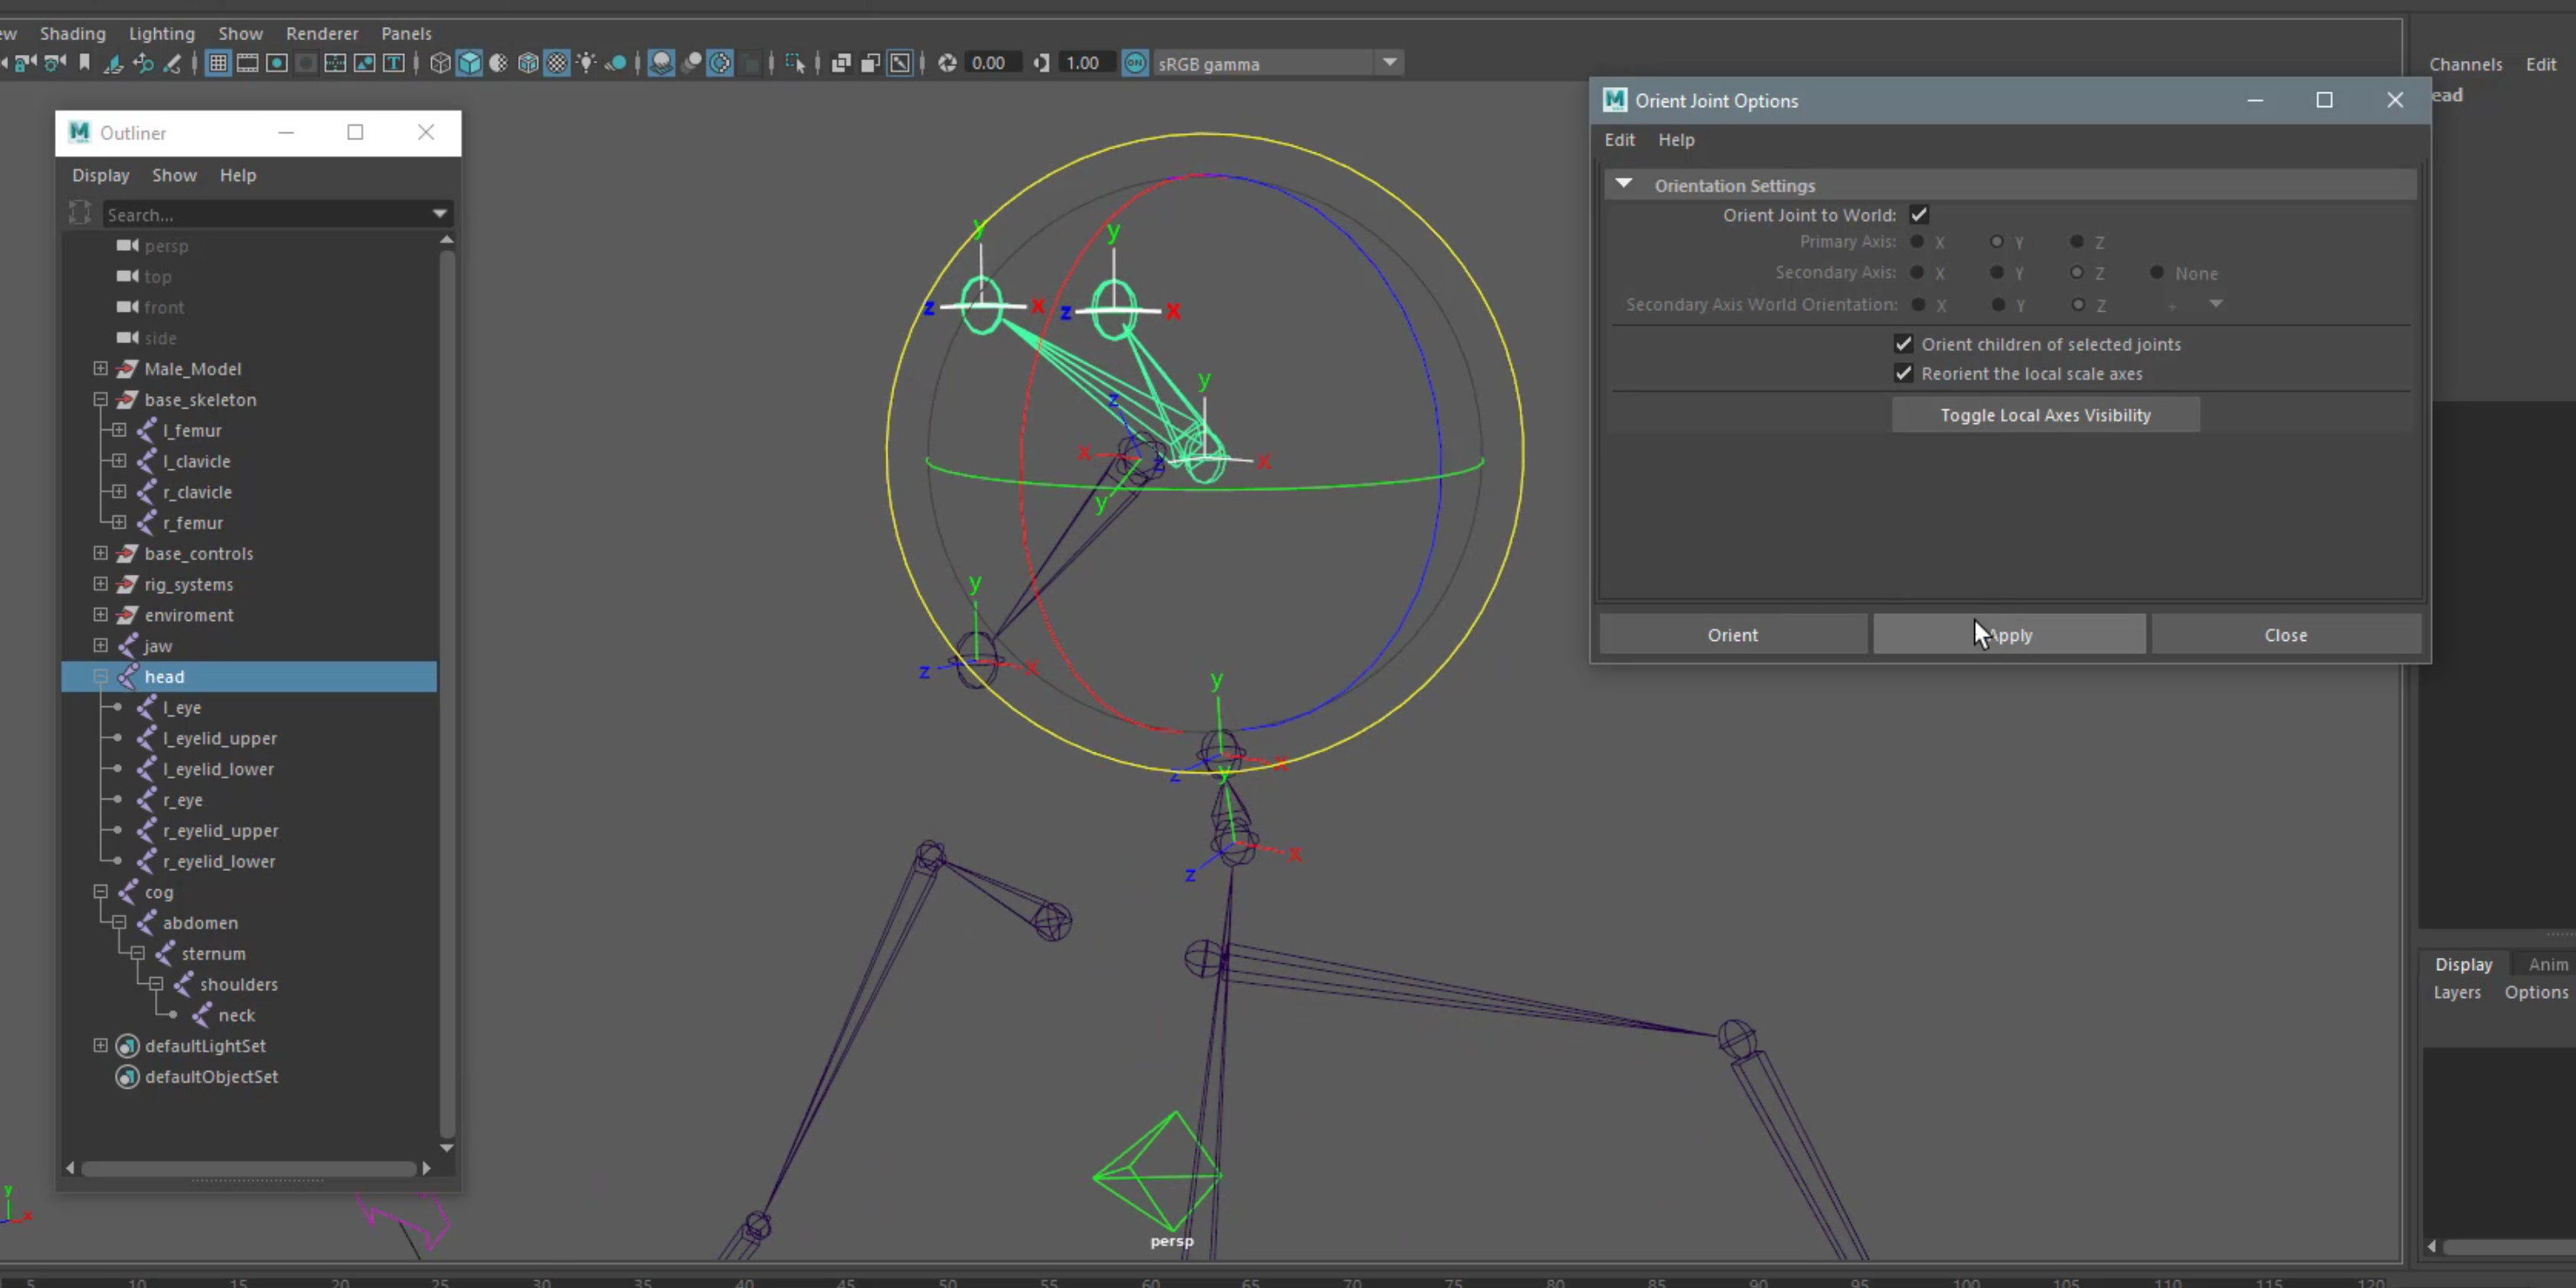 ew Shading Lighting Show Renderer Panels
0.00 1.00 ON sRGB gamma
Channels Edit
ead
Outliner
Display Show Help
Search...
persp
top
front
side
Male_Model
base_skeleton
l_femur
l_clavicle
r_clavicle
r_femur
base_controls
rig_systems
enviroment
jaw
head
l_eye
l_eyelid_upper
l_eyelid_lower
r_eye
r_eyelid_upper
r_eyelid_lower
cog
abdomen
sternum
shoulders
neck
defaultLightSet
defaultObjectSet
y
x
y y
z x z x
y
z
x z x
y
y
z x
y
z x
y
x
z
persp
Orient Joint Options
Edit Help
Orientation Settings
Orient Joint to World:
Primary Axis: X Y Z
Secondary Axis: X Y Z None
Secondary Axis World Orientation: X Y Z +
Orient children of selected joints
Reorient the local scale axes
Toggle Local Axes Visibility
Orient Apply Close
Display Anim
Layers Options
5 10 15 20 25 30 35 40 45 50 55 60 65 70 75 80 85 90 95 100 105 110 115 120